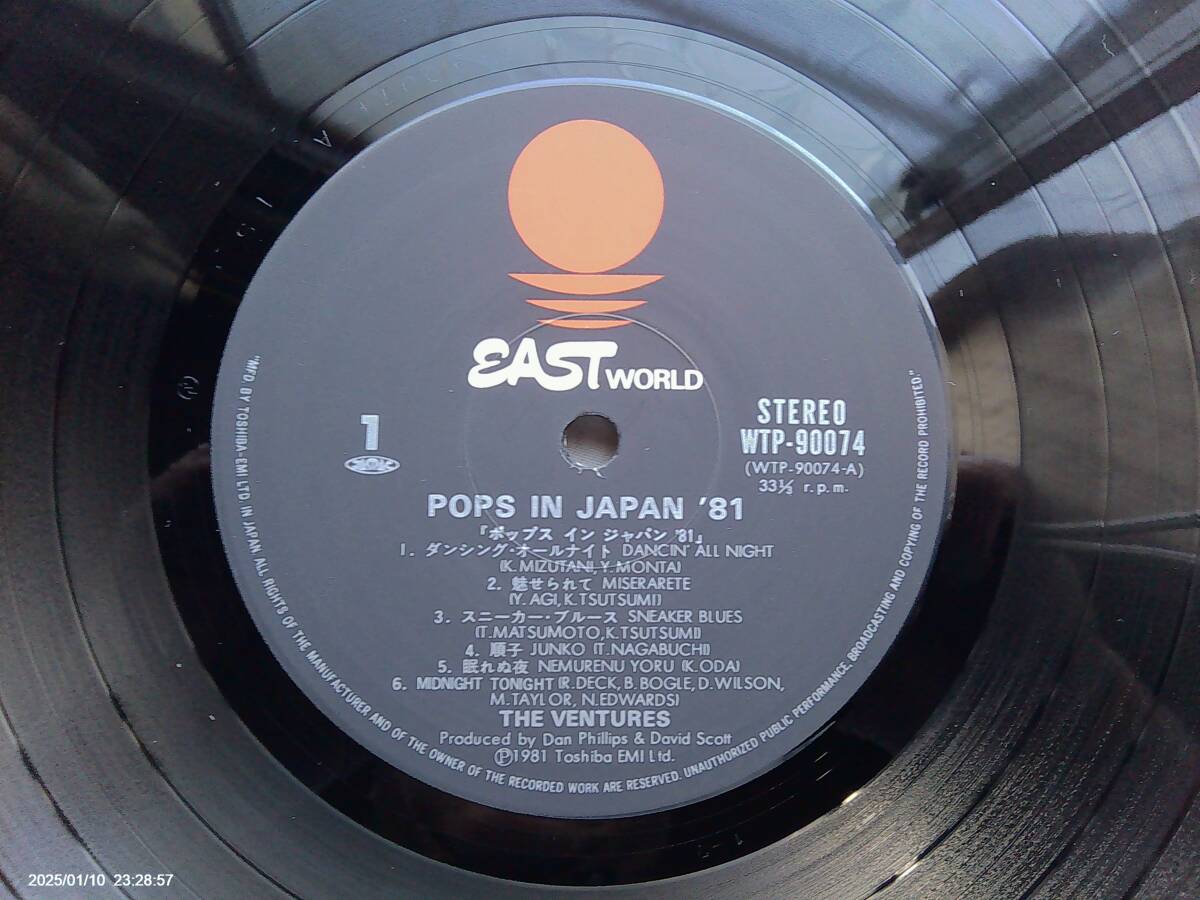 EAST WORLD
1
STEREO
WTP-90074
(WTP-90074-A)
33⅓ r.p.m.
POPS IN JAPAN '81
「ポップス イン ジャパン '81」
1. ダンシング・オールナイト DANCIN' ALL NIGHT
(K. MIZUTANI, Y. MONTA)
2. 魅せられて MISERARETE
(Y. AGI, K. TSUTSUMI)
3. スニーカー・ブルース SNEAKER BLUES
(T. MATSUMOTO, K. TSUTSUMI)
4. 順子 JUNKO (T. NAGABUCHI)
5. 眠れぬ夜 NEMURENU YORU (K. ODA)
6. MIDNIGHT TONIGHT (R. DECK, B. BOGLE, D. WILSON,
M. TAYLOR, N. EDWARDS)
THE VENTURES
Produced by Dan Phillips & David Scott
Ⓟ1981 Toshiba EMI Ltd.
"MFD. BY TOSHIBA-EMI LTD. IN JAPAN ALL RIGHTS OF THE MANUFACTURER AND OF THE OWNER OF THE RECORDED WORK ARE RESERVED. UNAUTHORIZED PUBLIC PERFORMANCE, BROADCASTING AND COPYING OF THE RECORD PROHIBITED."
2025/01/10 23:28:57